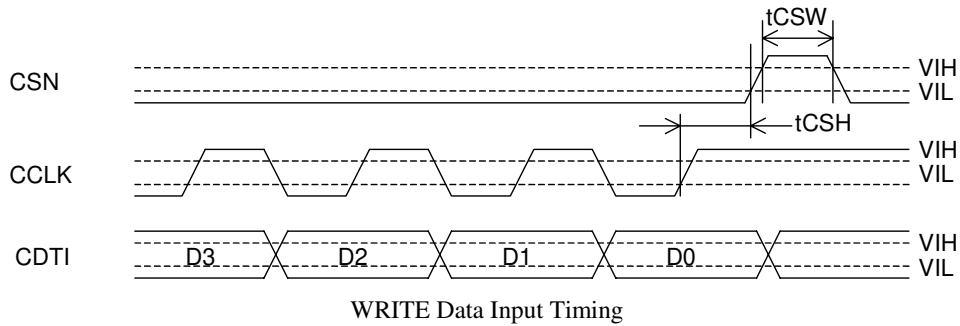 tCSW
VIH
CSN
VIL
tCSH
VIH
CCLK
VIL
VIH
CDTI D3 D2 D1 D0
VIL
WRITE Data Input Timing